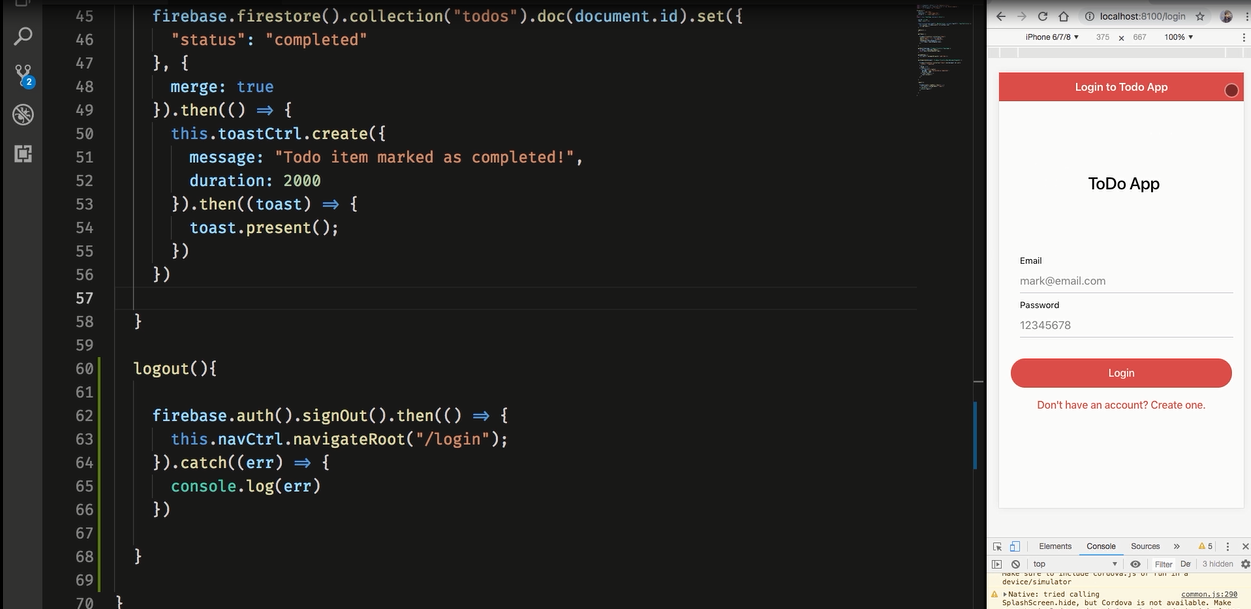 45 firebase.firestore().collection("todos").doc(document.id).set({
46 "status": "completed"
47 }, {
48 merge: true
49 }).then(() => {
50 this.toastCtrl.create({
51 message: "Todo item marked as completed!",
52 duration: 2000
53 }).then((toast) => {
54 toast.present();
55 })
56 })
57
58 }
59
60 logout(){
61
62 firebase.auth().signOut().then(() => {
63 this.navCtrl.navigateRoot("/login");
64 }).catch((err) => {
65 console.log(err)
66 })
67
68 }
69
70 }
2
localhost:8100/login
iPhone 6/7/8 ▼ 375 x 667 100% ▼
Login to Todo App
ToDo App
Email
mark@email.com
Password
12345678
Login
Don't have an account? Create one.
Elements Console Sources » 5
top ▼ Filter De 3 hidden
Make sure to include cordova.js or run in a
device/simulator
Native: tried calling common.js:290
SplashScreen.hide, but Cordova is not available. Make